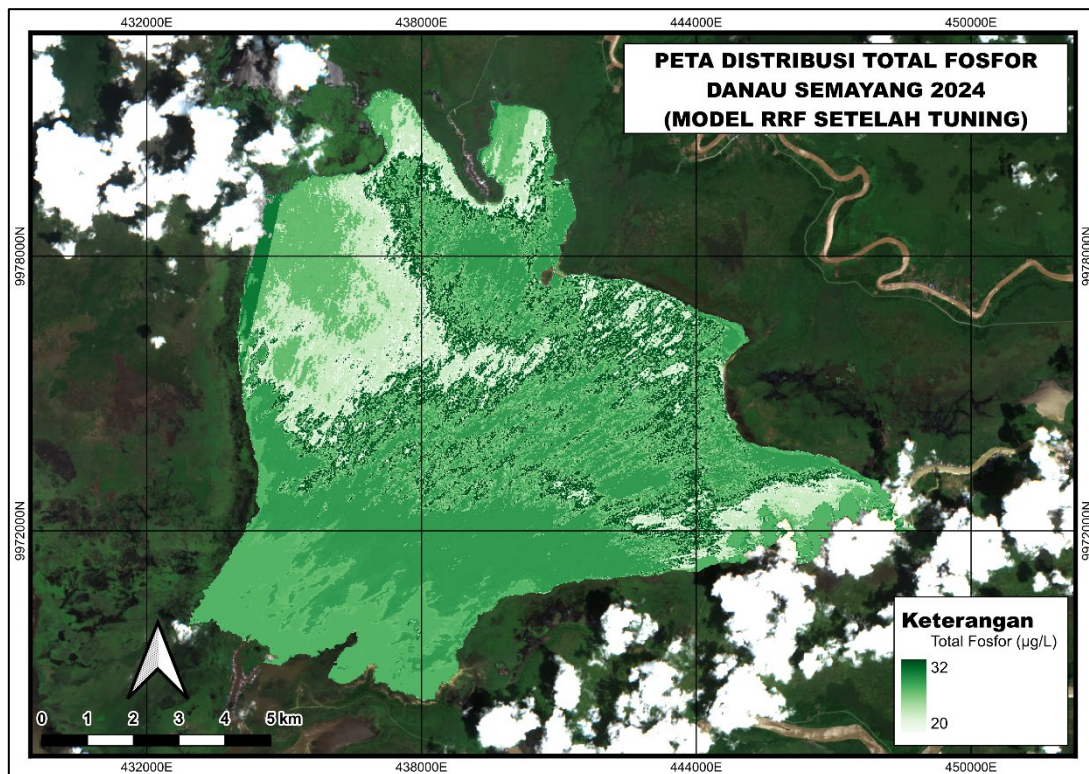 432000E
438000E
444000E
450000E
PETA DISTRIBUSI TOTAL FOSFOR
DANAU SEMAYANG 2024
(MODEL RRF SETELAH TUNING)
9978000N
9978000N
9972000N
9972000N
Keterangan
Total Fosfor (µg/L)
32
20
0 1 2 3 4 5 km
432000E
438000E
444000E
450000E